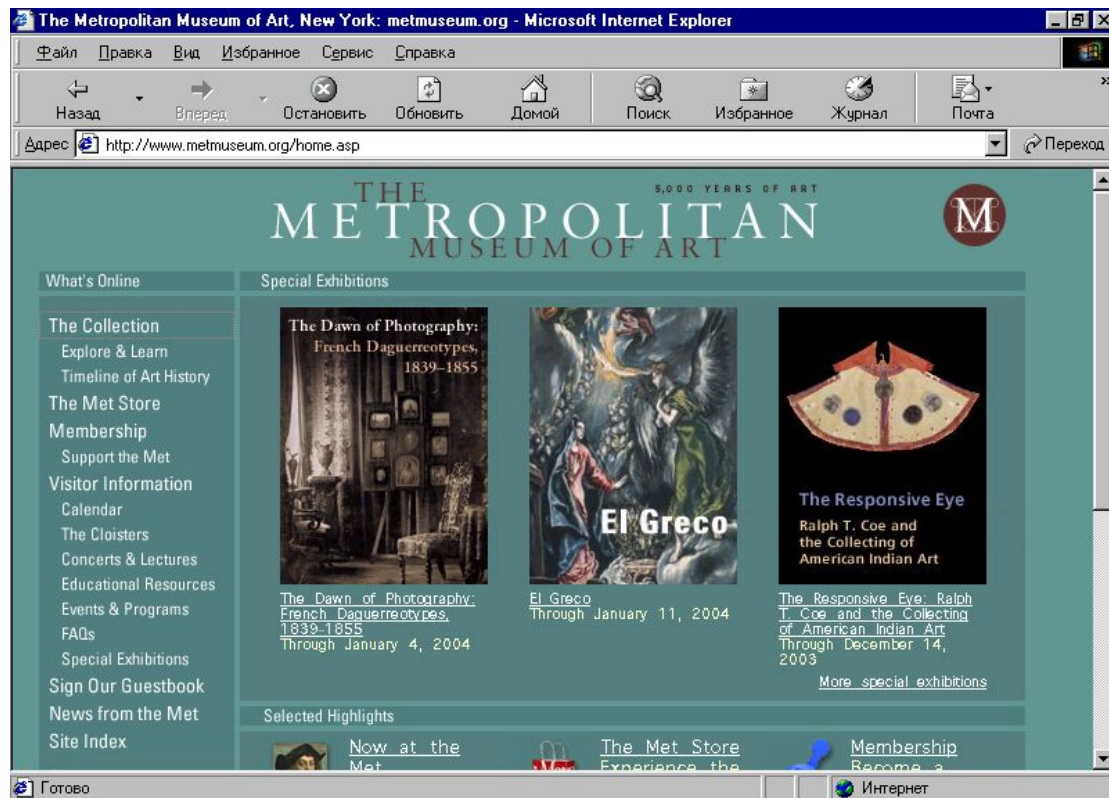 The Metropolitan Museum of Art, New York: metmuseum.org - Microsoft Internet Explorer
Файл Правка Вид Избранное Сервис Справка
Назад Вперед Остановить Обновить Домой Поиск Избранное Журнал Почта
Адрес http://www.metmuseum.org/home.asp Переход
5,000 YEARS OF ART
THE
METROPOLITAN
MUSEUM OF ART
M
What's Online
The Collection
Explore & Learn
Timeline of Art History
The Met Store
Membership
Support the Met
Visitor Information
Calendar
The Cloisters
Concerts & Lectures
Educational Resources
Events & Programs
FAQs
Special Exhibitions
Sign Our Guestbook
News from the Met
Site Index
Special Exhibitions
The Dawn of Photography:
French Daguerreotypes,
1839–1855
The Dawn of Photography:
French Daguerreotypes,
1839-1855
Through January 4, 2004
El Greco
El Greco
Through January 11, 2004
The Responsive Eye
Ralph T. Coe and
the Collecting of
American Indian Art
The Responsive Eye: Ralph
T. Coe and the Collecting
of American Indian Art
Through December 14,
2003
More special exhibitions
Selected Highlights
Now at the
Met
The Met Store
Experience the
Membership
Become a
Готово Интернет